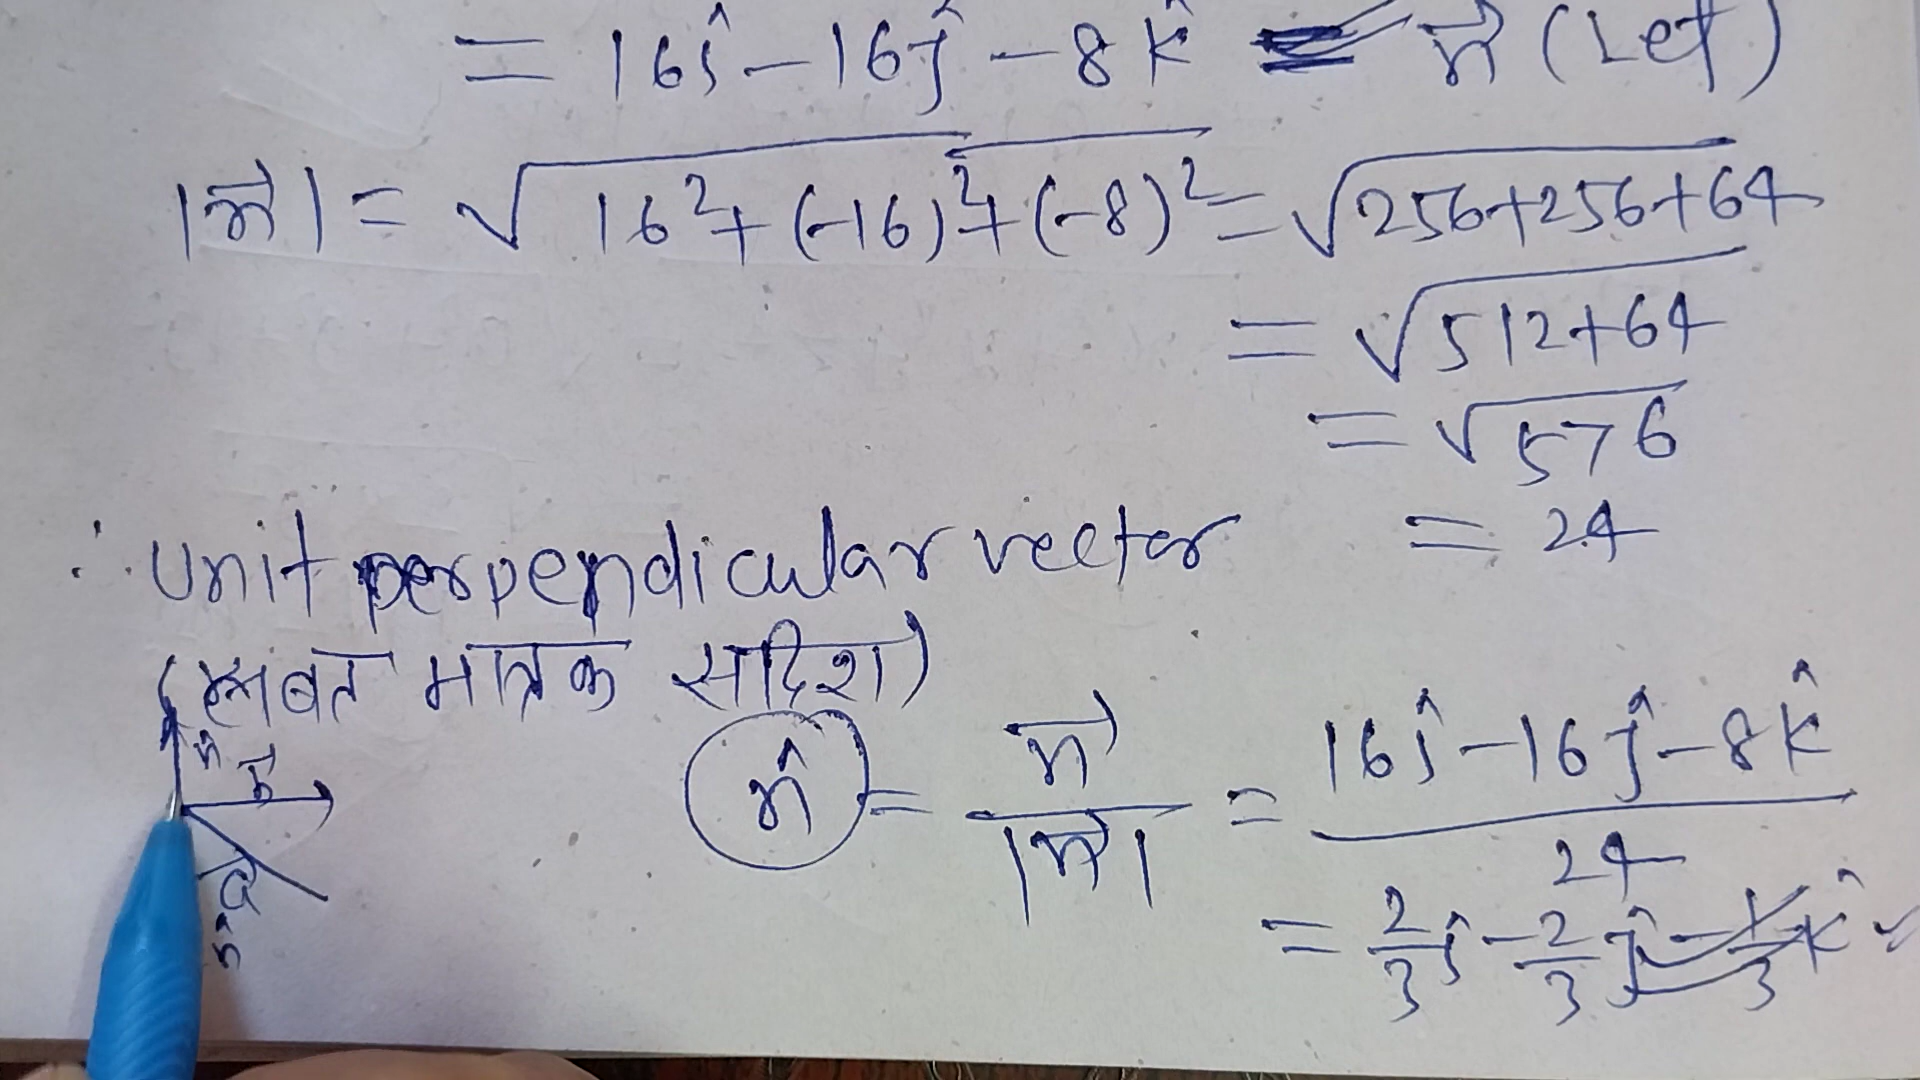 = 16î - 16ĵ - 8k̂ = n⃗ (Let)
|n⃗| = √16² + (-16)² + (-8)² = √256+256+64
= √512+64
= √576
= 24
∴ Unit perpendicular vector
(लम्बवत मात्रक सदिश)
n̂ = n⃗ / |n⃗| = 16î - 16ĵ - 8k̂ / 24
= 2/3 î - 2/3 ĵ - 1/3 k̂
n̂
b⃗
a⃗
n̂